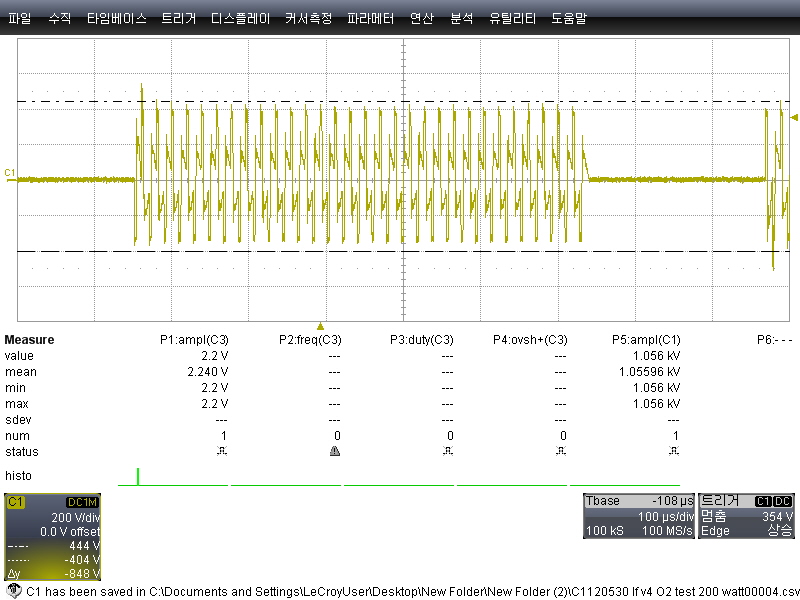 파일 수직 타임베이스 트리거 디스플레이 커서측정 파라메터 연산 분석 유틸리티 도움말
C1
Measure P1:ampl(C3) P2:freq(C3) P3:duty(C3) P4:ovsh+(C3) P5:ampl(C1) P6:- - -
value 2.2 V --- --- --- 1.056 kV
mean 2.240 V --- --- --- 1.05596 kV
min 2.2 V --- --- --- 1.056 kV
max 2.2 V --- --- --- 1.056 kV
sdev --- --- --- --- ---
num 1 0 0 0 1
status
histo
C1 DC1M
200 V/div
0.0 V offset
444 V
-404 V
Δy -848 V
Tbase -108 µs
100 µs/div
100 kS 100 MS/s
트리거 C1 DC
멈춤 354 V
Edge 상승
C1 has been saved in C:\Documents and Settings\LeCroyUser\Desktop\New Folder\New Folder (2)\C1120530 lf v4 O2 test 200 watt00004.csv